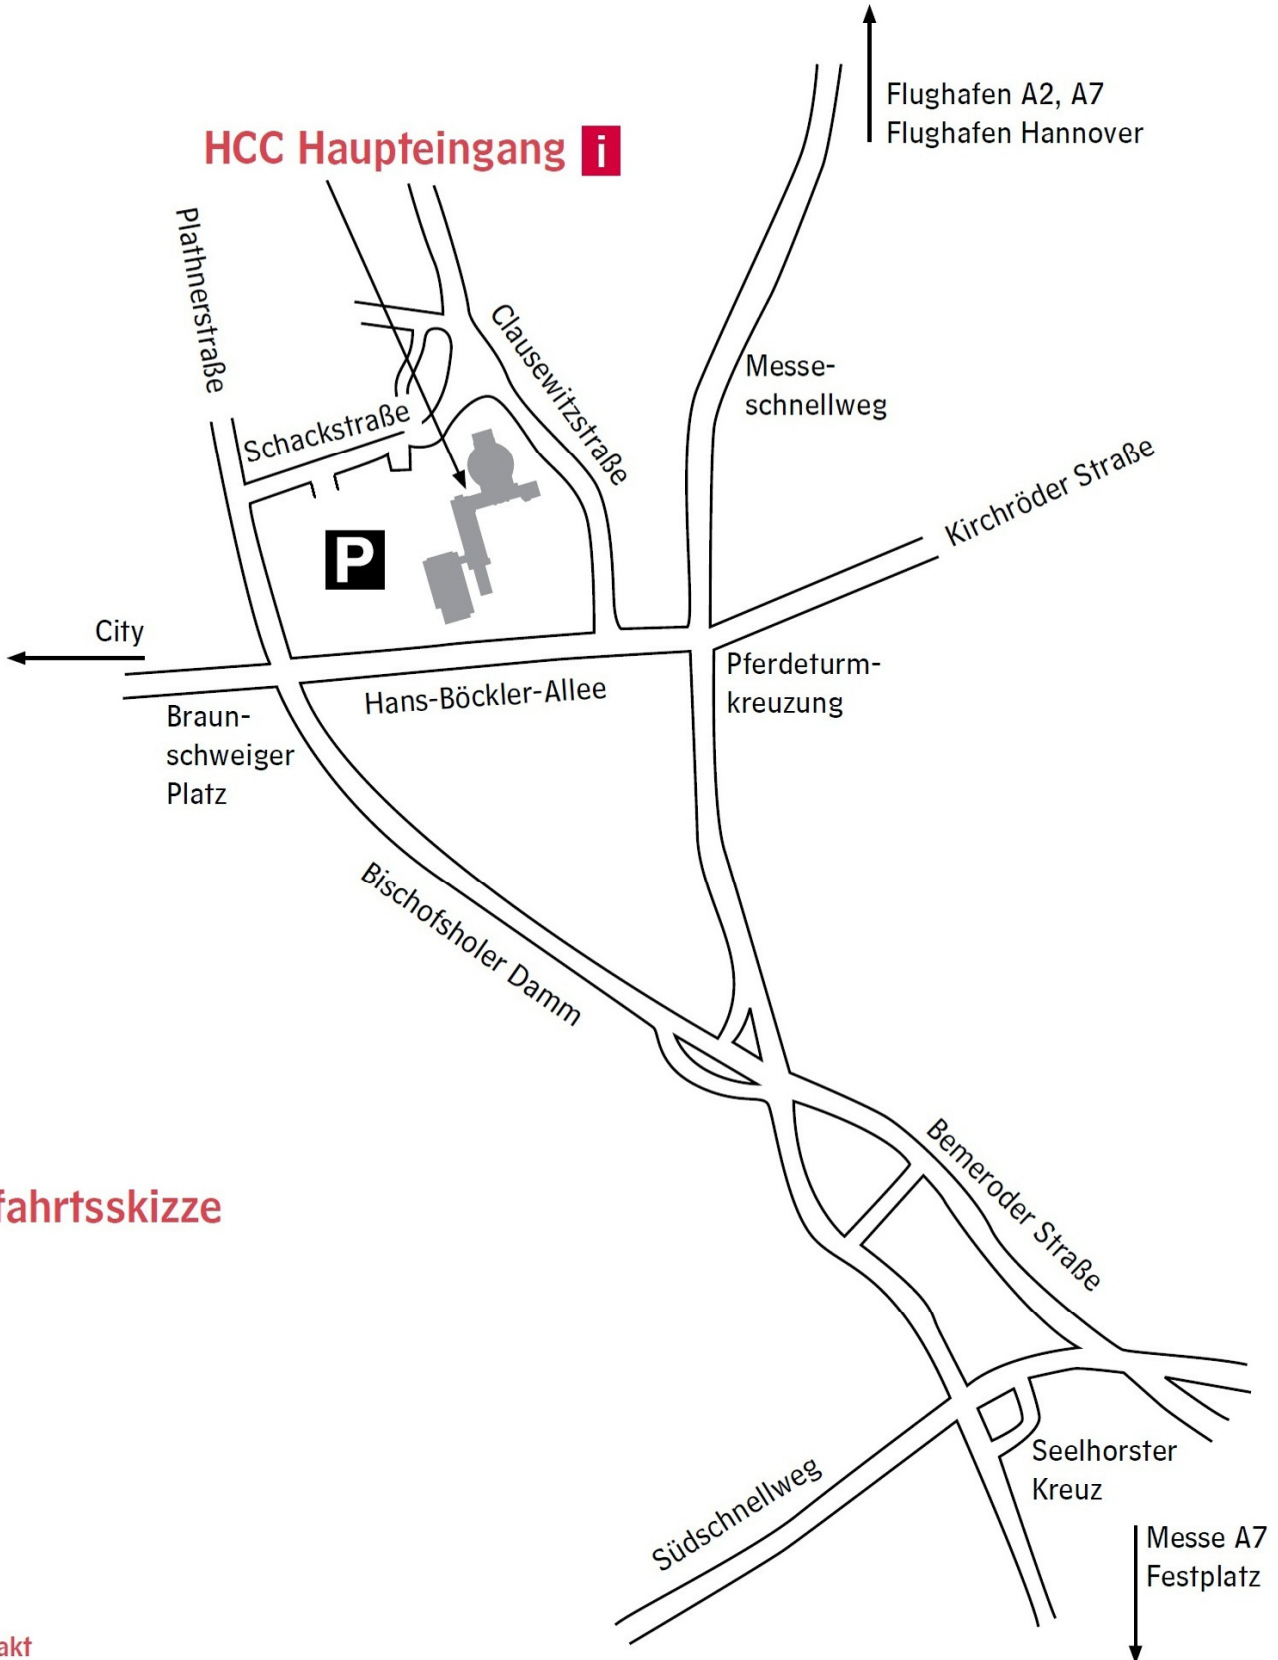 Flughafen A2, A7
Flughafen Hannover
HCC Haupteingang i
Plathnerstraße
Clausewitzstraße
Messe-
schnellweg
Schackstraße
Kirchröder Straße
P
City
Pferdeturm-
kreuzung
Hans-Böckler-Allee
Braun-
schweiger
Platz
Bischofsholer Damm
Bemeroder Straße
fahrtsskizze
Seelhorster
Kreuz
Südschnellweg
Messe A7
Festplatz
akt